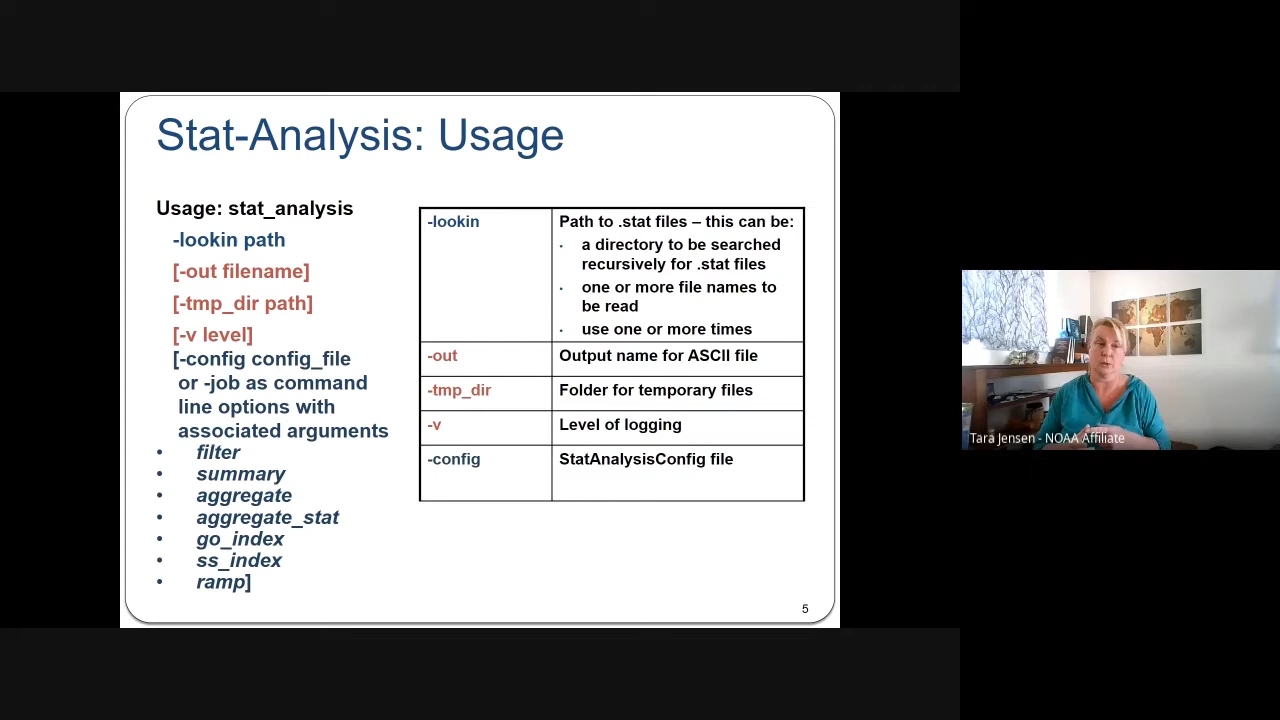 Stat-Analysis: Usage
Usage: stat_analysis
-lookin path
[-out filename]
[-tmp_dir path]
[-v level]
[-config config_file
or -job as command
line options with
associated arguments
• filter
• summary
• aggregate
• aggregate_stat
• go_index
• ss_index
• ramp]
-lookin
Path to .stat files – this can be:
• a directory to be searched
recursively for .stat files
• one or more file names to
be read
• use one or more times
-out
Output name for ASCII file
-tmp_dir
Folder for temporary files
-v
Level of logging
-config
StatAnalysisConfig file
5
Tara Jensen - NOAA Affiliate